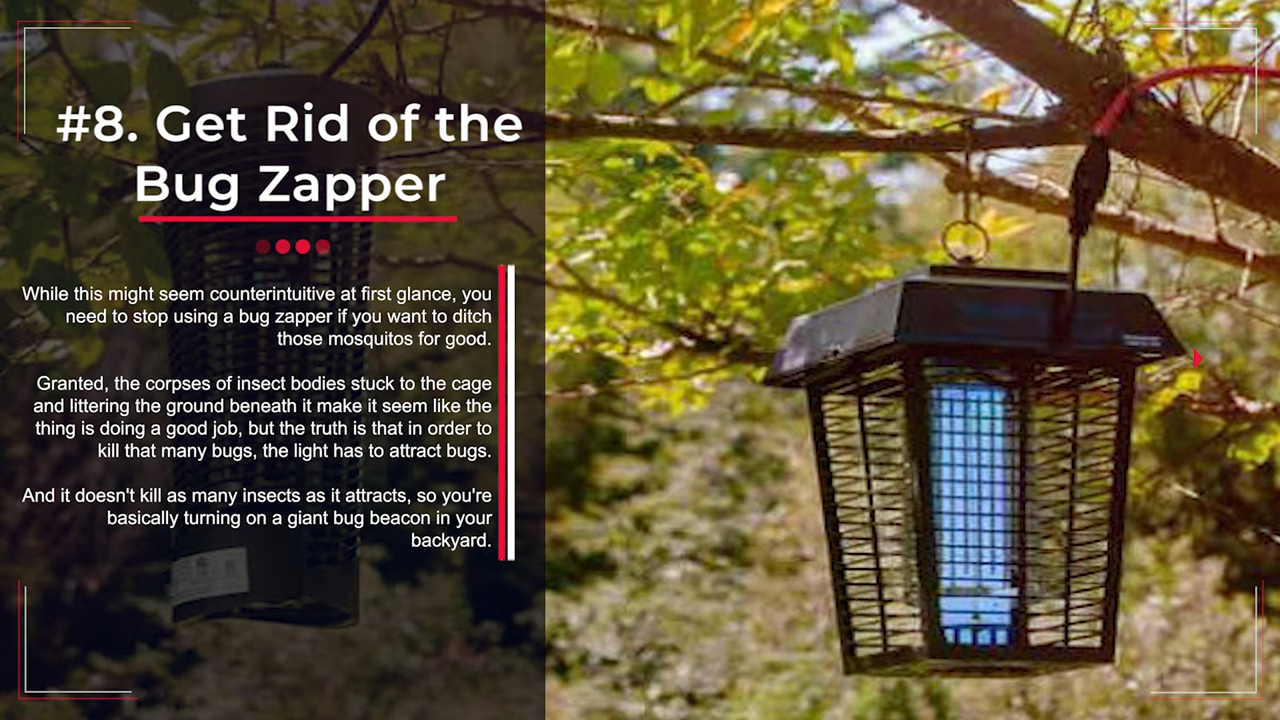 #8. Get Rid of the
Bug Zapper
While this might seem counterintuitive at first glance, you
need to stop using a bug zapper if you want to ditch
those mosquitos for good.
Granted, the corpses of insect bodies stuck to the cage
and littering the ground beneath it make it seem like the
thing is doing a good job, but the truth is that in order to
kill that many bugs, the light has to attract bugs.
And it doesn't kill as many insects as it attracts, so you're
basically turning on a giant bug beacon in your
backyard.